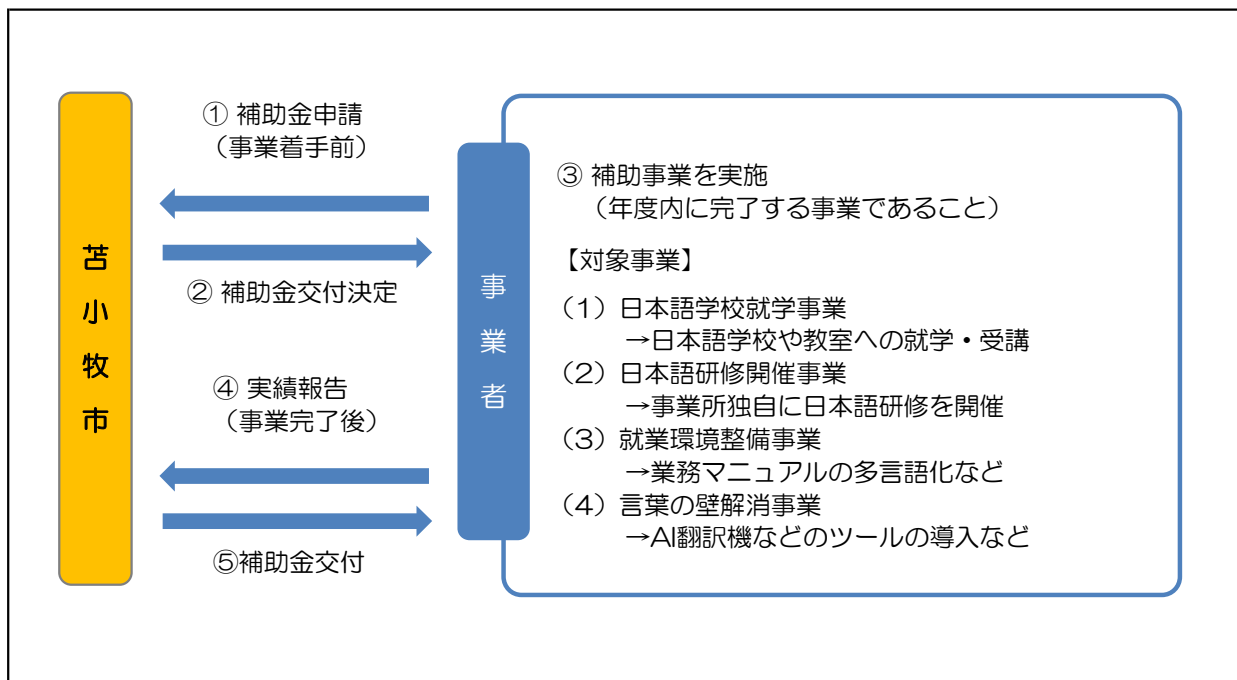 苫小牧市
① 補助金申請
（事業着手前）
② 補助金交付決定
④ 実績報告
（事業完了後）
⑤補助金交付
事業者
③ 補助事業を実施
（年度内に完了する事業であること）
【対象事業】
（1）日本語学校就学事業
→日本語学校や教室への就学・受講
（2）日本語研修開催事業
→事業所独自に日本語研修を開催
（3）就業環境整備事業
→業務マニュアルの多言語化など
（4）言葉の壁解消事業
→AI翻訳機などのツールの導入など